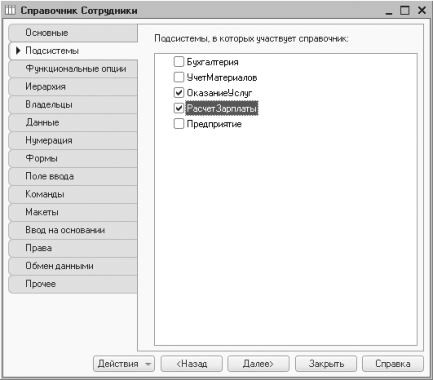 Справочник Сотрудники
Основные
Подсистемы
Функциональные опции
Иерархия
Владельцы
Данные
Нумерация
Формы
Поле ввода
Команды
Макеты
Ввод на основании
Права
Обмен данными
Прочее
Подсистемы, в которых участвует справочник:
Бухгалтерия
УчетМатериалов
ОказаниеУслуг
РасчетЗарплаты
Предприятие
Действия
<Назад
Далее>
Закрыть
Справка